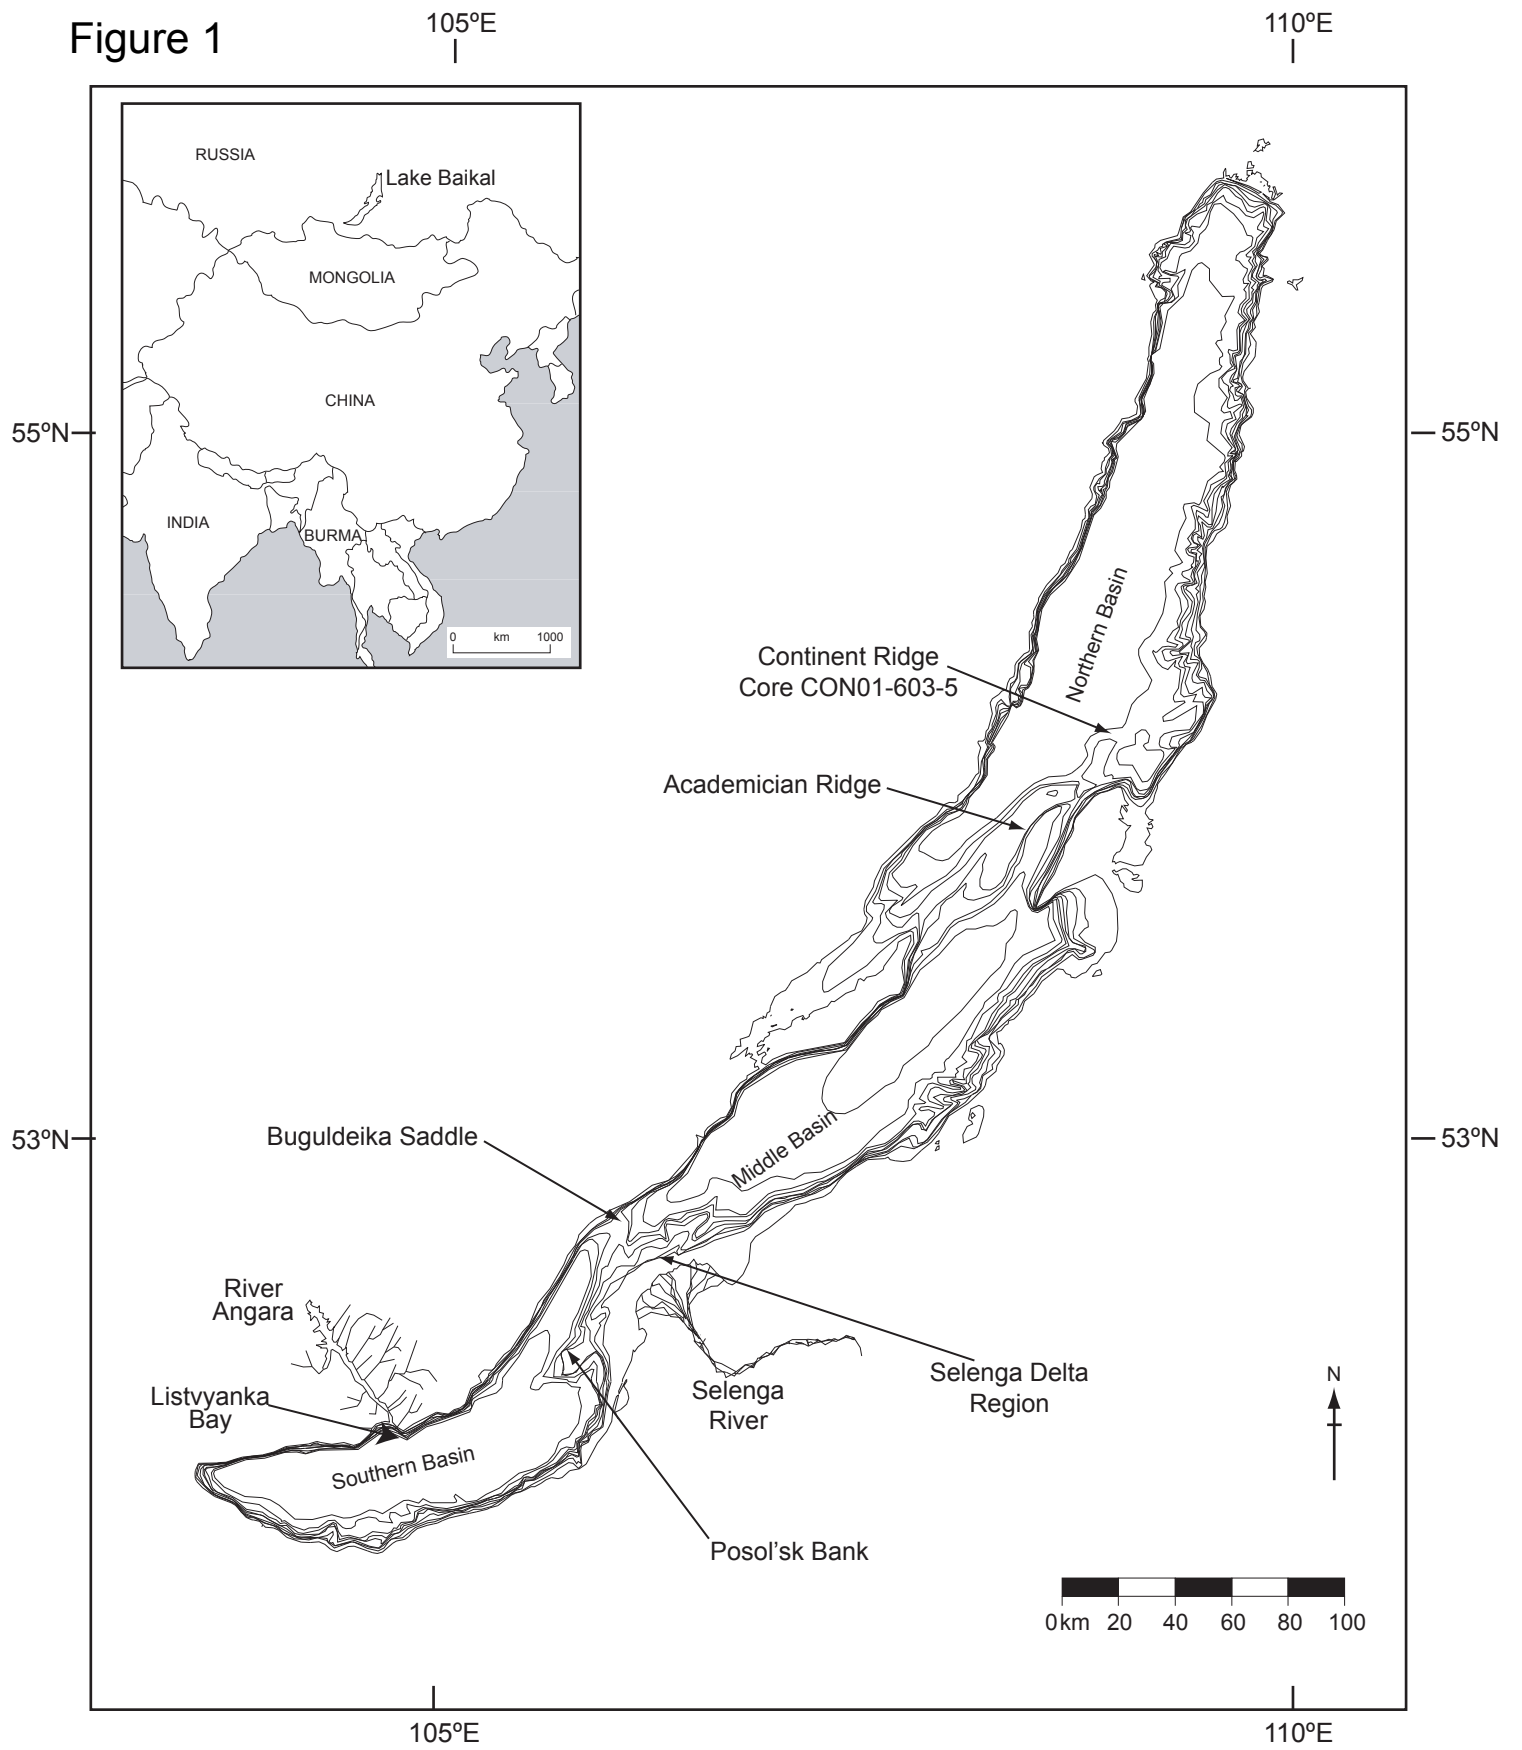 Figure 1
105ºE
110ºE
RUSSIA
Lake Baikal
MONGOLIA
CHINA
INDIA
BURMA
0 km 1000
55ºN
55ºN
Northern Basin
Continent Ridge
Core CON01-603-5
Academician Ridge
53ºN
53ºN
Buguldeika Saddle
Middle Basin
River
Angara
Listvyanka
Bay
Selenga
River
Selenga Delta
Region
N
Southern Basin
Posol’sk Bank
0km 20 40 60 80 100
105ºE
110ºE